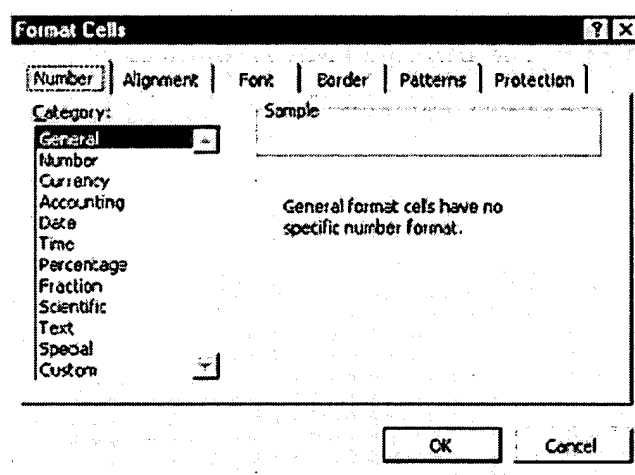 Format Cells ? X
Number Alignment Font Border Patterns Protection
Category: Sample
General
Number
Currency
Accounting General format cells have no
Date specific number format.
Time
Percentage
Fraction
Scientific
Text
Special
Custom
OK Cancel